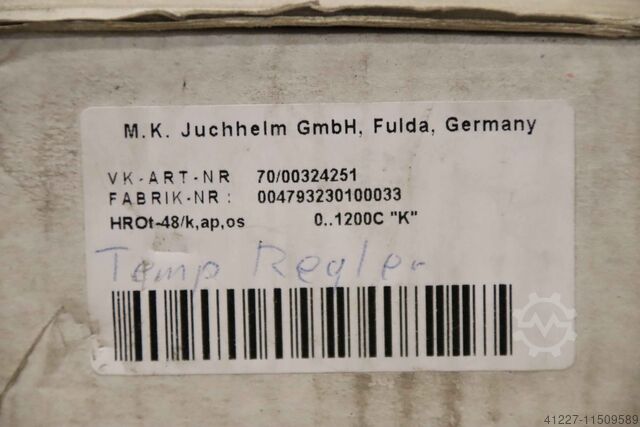 M.K. Juchhelm GmbH, Fulda, Germany
VK-ART-NR 70/00324251
FABRIK-NR: 004793230100033
HROt-48/k,ap,os 0..1200C "K"
Temp Regler
41227-11509589